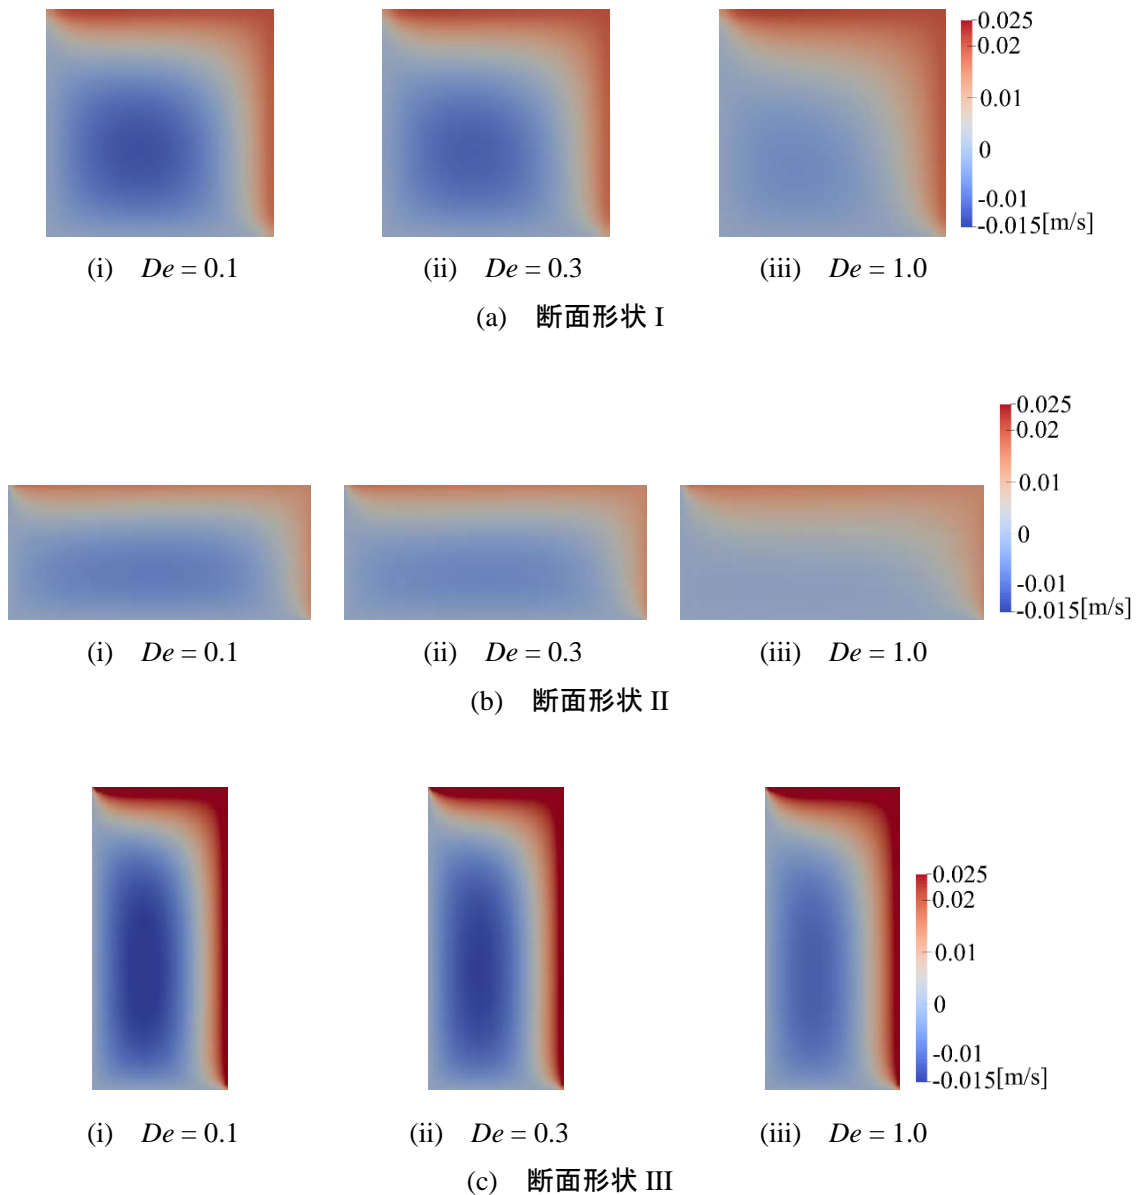 0.025
0.02
0.01
0
-0.01
-0.015[m/s]
(i) De = 0.1
(ii) De = 0.3
(iii) De = 1.0
(a) 断面形状 I
0.025
0.02
0.01
0
-0.01
-0.015[m/s]
(i) De = 0.1
(ii) De = 0.3
(iii) De = 1.0
(b) 断面形状 II
0.025
0.02
0.01
0
-0.01
-0.015[m/s]
(i) De = 0.1
(ii) De = 0.3
(iii) De = 1.0
(c) 断面形状 III